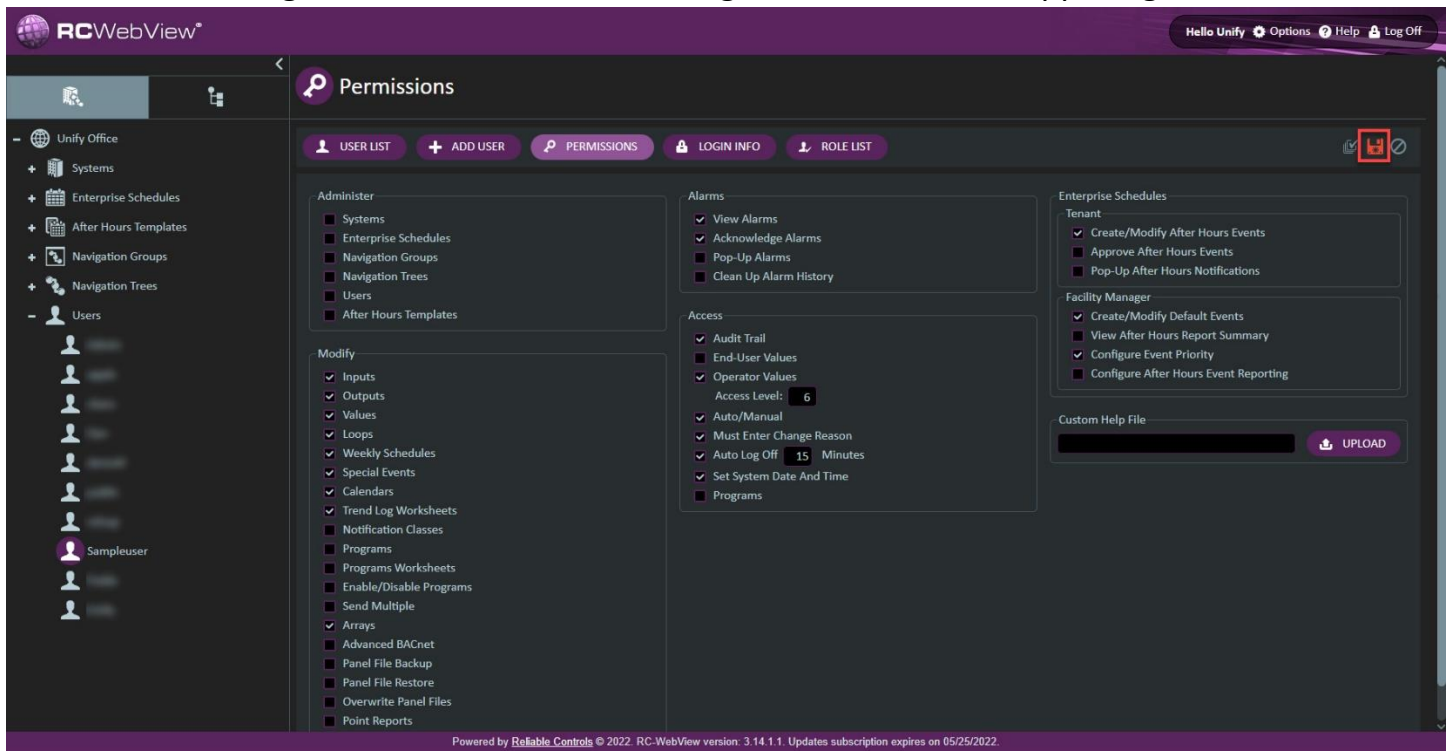 RCWebView®
Hello Unify Options Help Log Off
Permissions
Unify Office
Systems
Enterprise Schedules
After Hours Templates
Navigation Groups
Navigation Trees
Users
Sampleuser
USER LIST ADD USER PERMISSIONS LOGIN INFO ROLE LIST
Administer
Systems
Enterprise Schedules
Navigation Groups
Navigation Trees
Users
After Hours Templates
Modify
Inputs
Outputs
Values
Loops
Weekly Schedules
Special Events
Calendars
Trend Log Worksheets
Notification Classes
Programs
Programs Worksheets
Enable/Disable Programs
Send Multiple
Arrays
Advanced BACnet
Panel File Backup
Panel File Restore
Overwrite Panel Files
Point Reports
Alarms
View Alarms
Acknowledge Alarms
Pop-Up Alarms
Clean Up Alarm History
Access
Audit Trail
End-User Values
Operator Values
Access Level: 6
Auto/Manual
Must Enter Change Reason
Auto Log Off 15 Minutes
Set System Date And Time
Programs
Enterprise Schedules
Tenant
Create/Modify After Hours Events
Approve After Hours Events
Pop-Up After Hours Notifications
Facility Manager
Create/Modify Default Events
View After Hours Report Summary
Configure Event Priority
Configure After Hours Event Reporting
Custom Help File
UPLOAD
Powered by Reliable Controls © 2022. RC-WebView version: 3.14.1.1. Updates subscription expires on 05/25/2022.